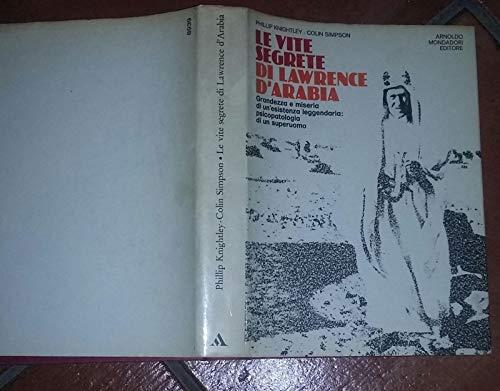 PHILLIP KNIGHTLEY - COLIN SIMPSON
ARNOLDO
MONDADORI
EDITORE
LE VITE
SEGRETE
DI LAWRENCE
D'ARABIA
Grandezza e miseria
di un'esistenza leggendaria:
psicopatologia
di un superuomo
Phillip Knightley-Colin Simpson • Le vite segrete di Lawrence d'Arabia